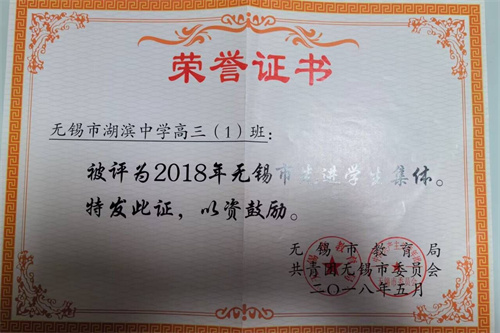 荣誉证书
无锡市湖滨中学高三（1）班：
被评为2018年无锡市先进学生集体。
特发此证，以资鼓励。
无锡市教育局
共青团无锡市委员会
二〇一八年五月